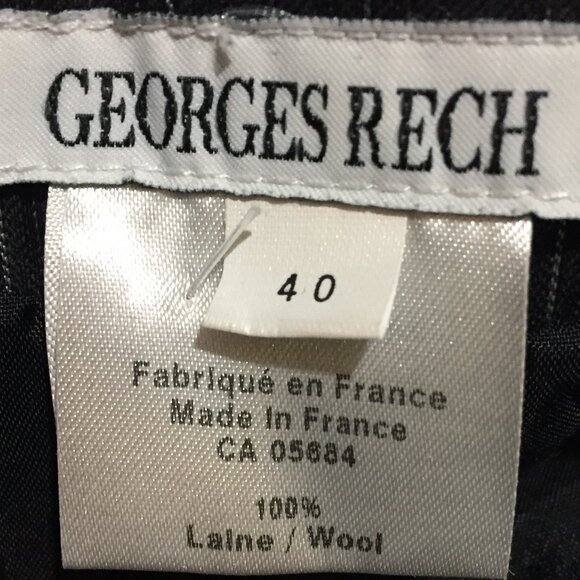 GEORGES RECH
40
Fabriqué en France
Made In France
CA 05684
100%
Laine / Wool